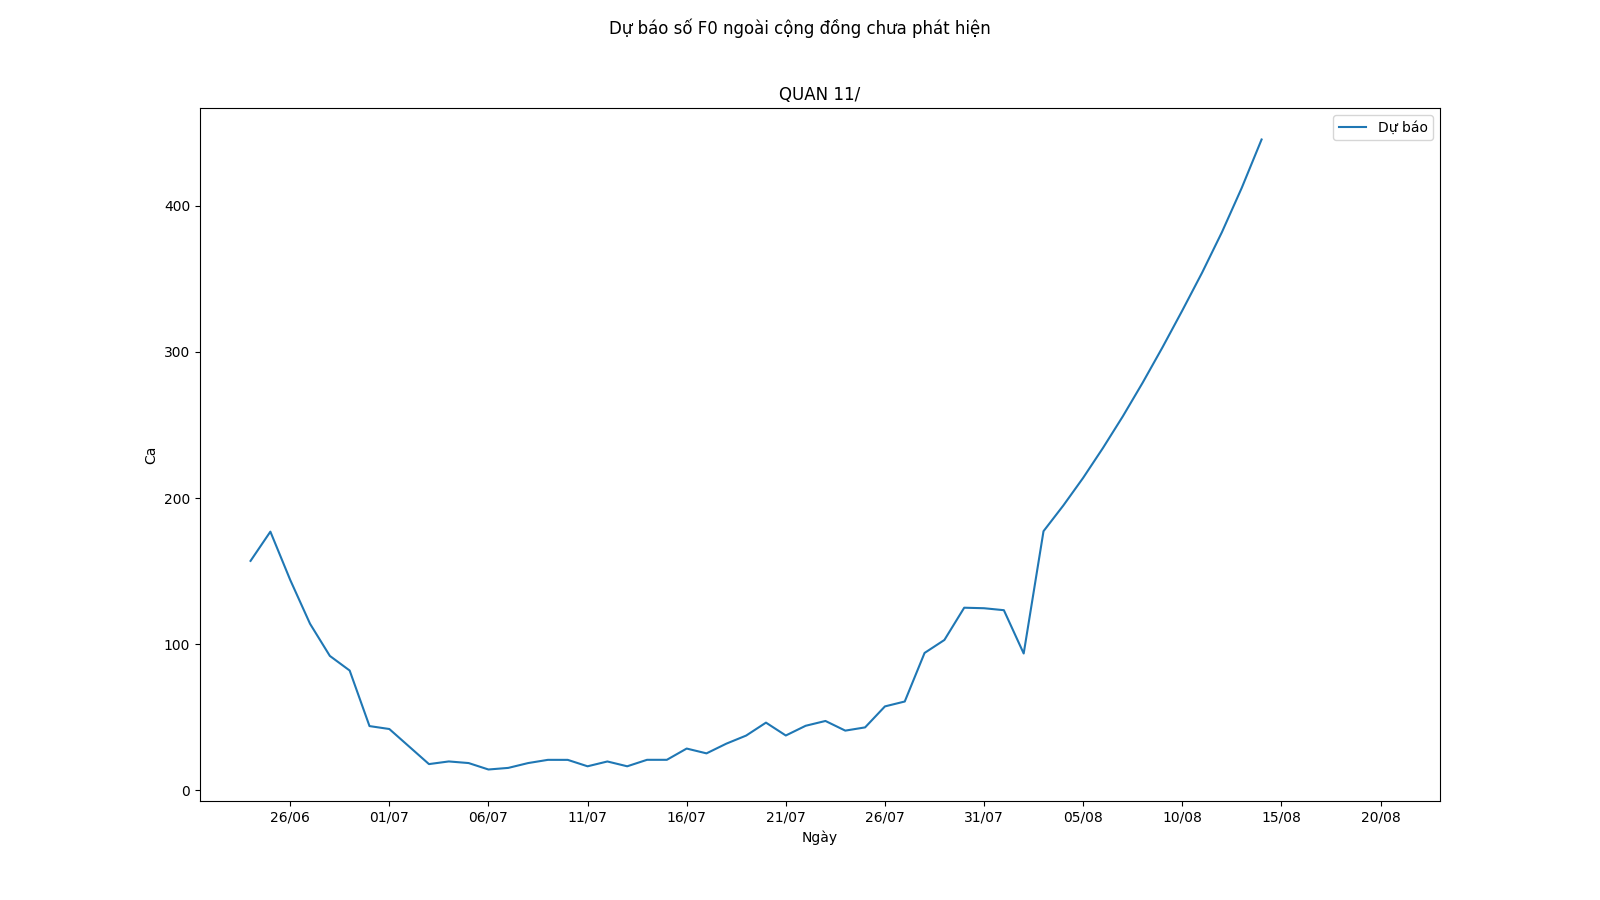 Dự báo số F0 ngoài cộng đồng chưa phát hiện
QUAN 11/
Dự báo
400
300
200
100
0
Ca
26/06 01/07 06/07 11/07 16/07 21/07 26/07 31/07 05/08 10/08 15/08 20/08
Ngày